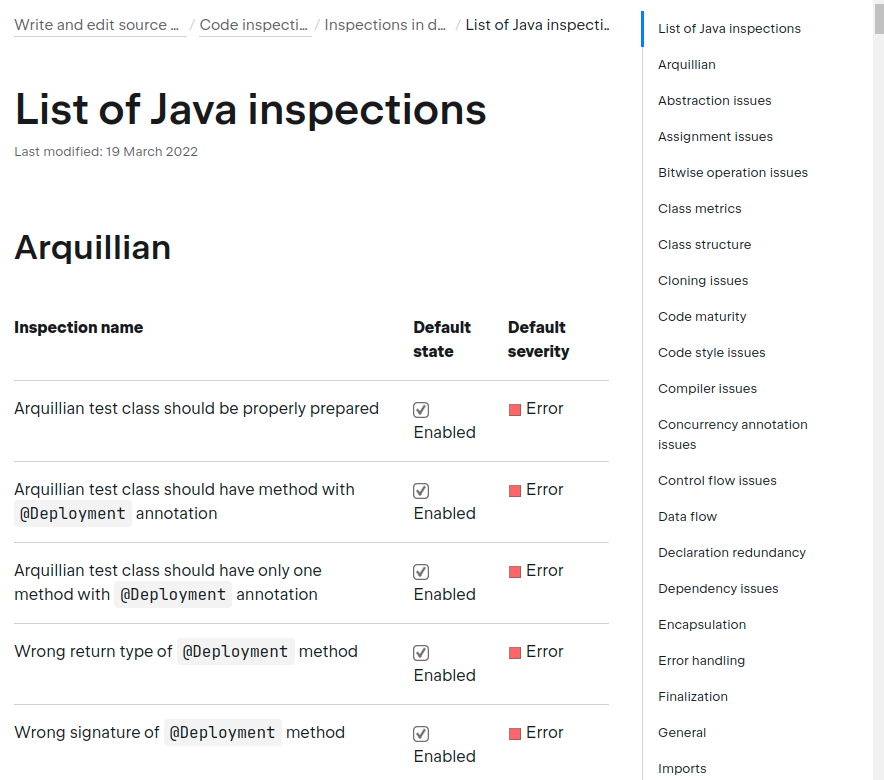 Write and edit source ... / Code inspecti... / Inspections in d... / List of Java inspecti..
List of Java inspections
Last modified: 19 March 2022
Arquillian
Inspection name
Default
state
Default
severity
Arquillian test class should be properly prepared
Enabled
Error
Arquillian test class should have method with
@Deployment annotation
Enabled
Error
Arquillian test class should have only one
method with @Deployment annotation
Enabled
Error
Wrong return type of @Deployment method
Enabled
Error
Wrong signature of @Deployment method
Enabled
Error
List of Java inspections
Arquillian
Abstraction issues
Assignment issues
Bitwise operation issues
Class metrics
Class structure
Cloning issues
Code maturity
Code style issues
Compiler issues
Concurrency annotation
issues
Control flow issues
Data flow
Declaration redundancy
Dependency issues
Encapsulation
Error handling
Finalization
General
Imports